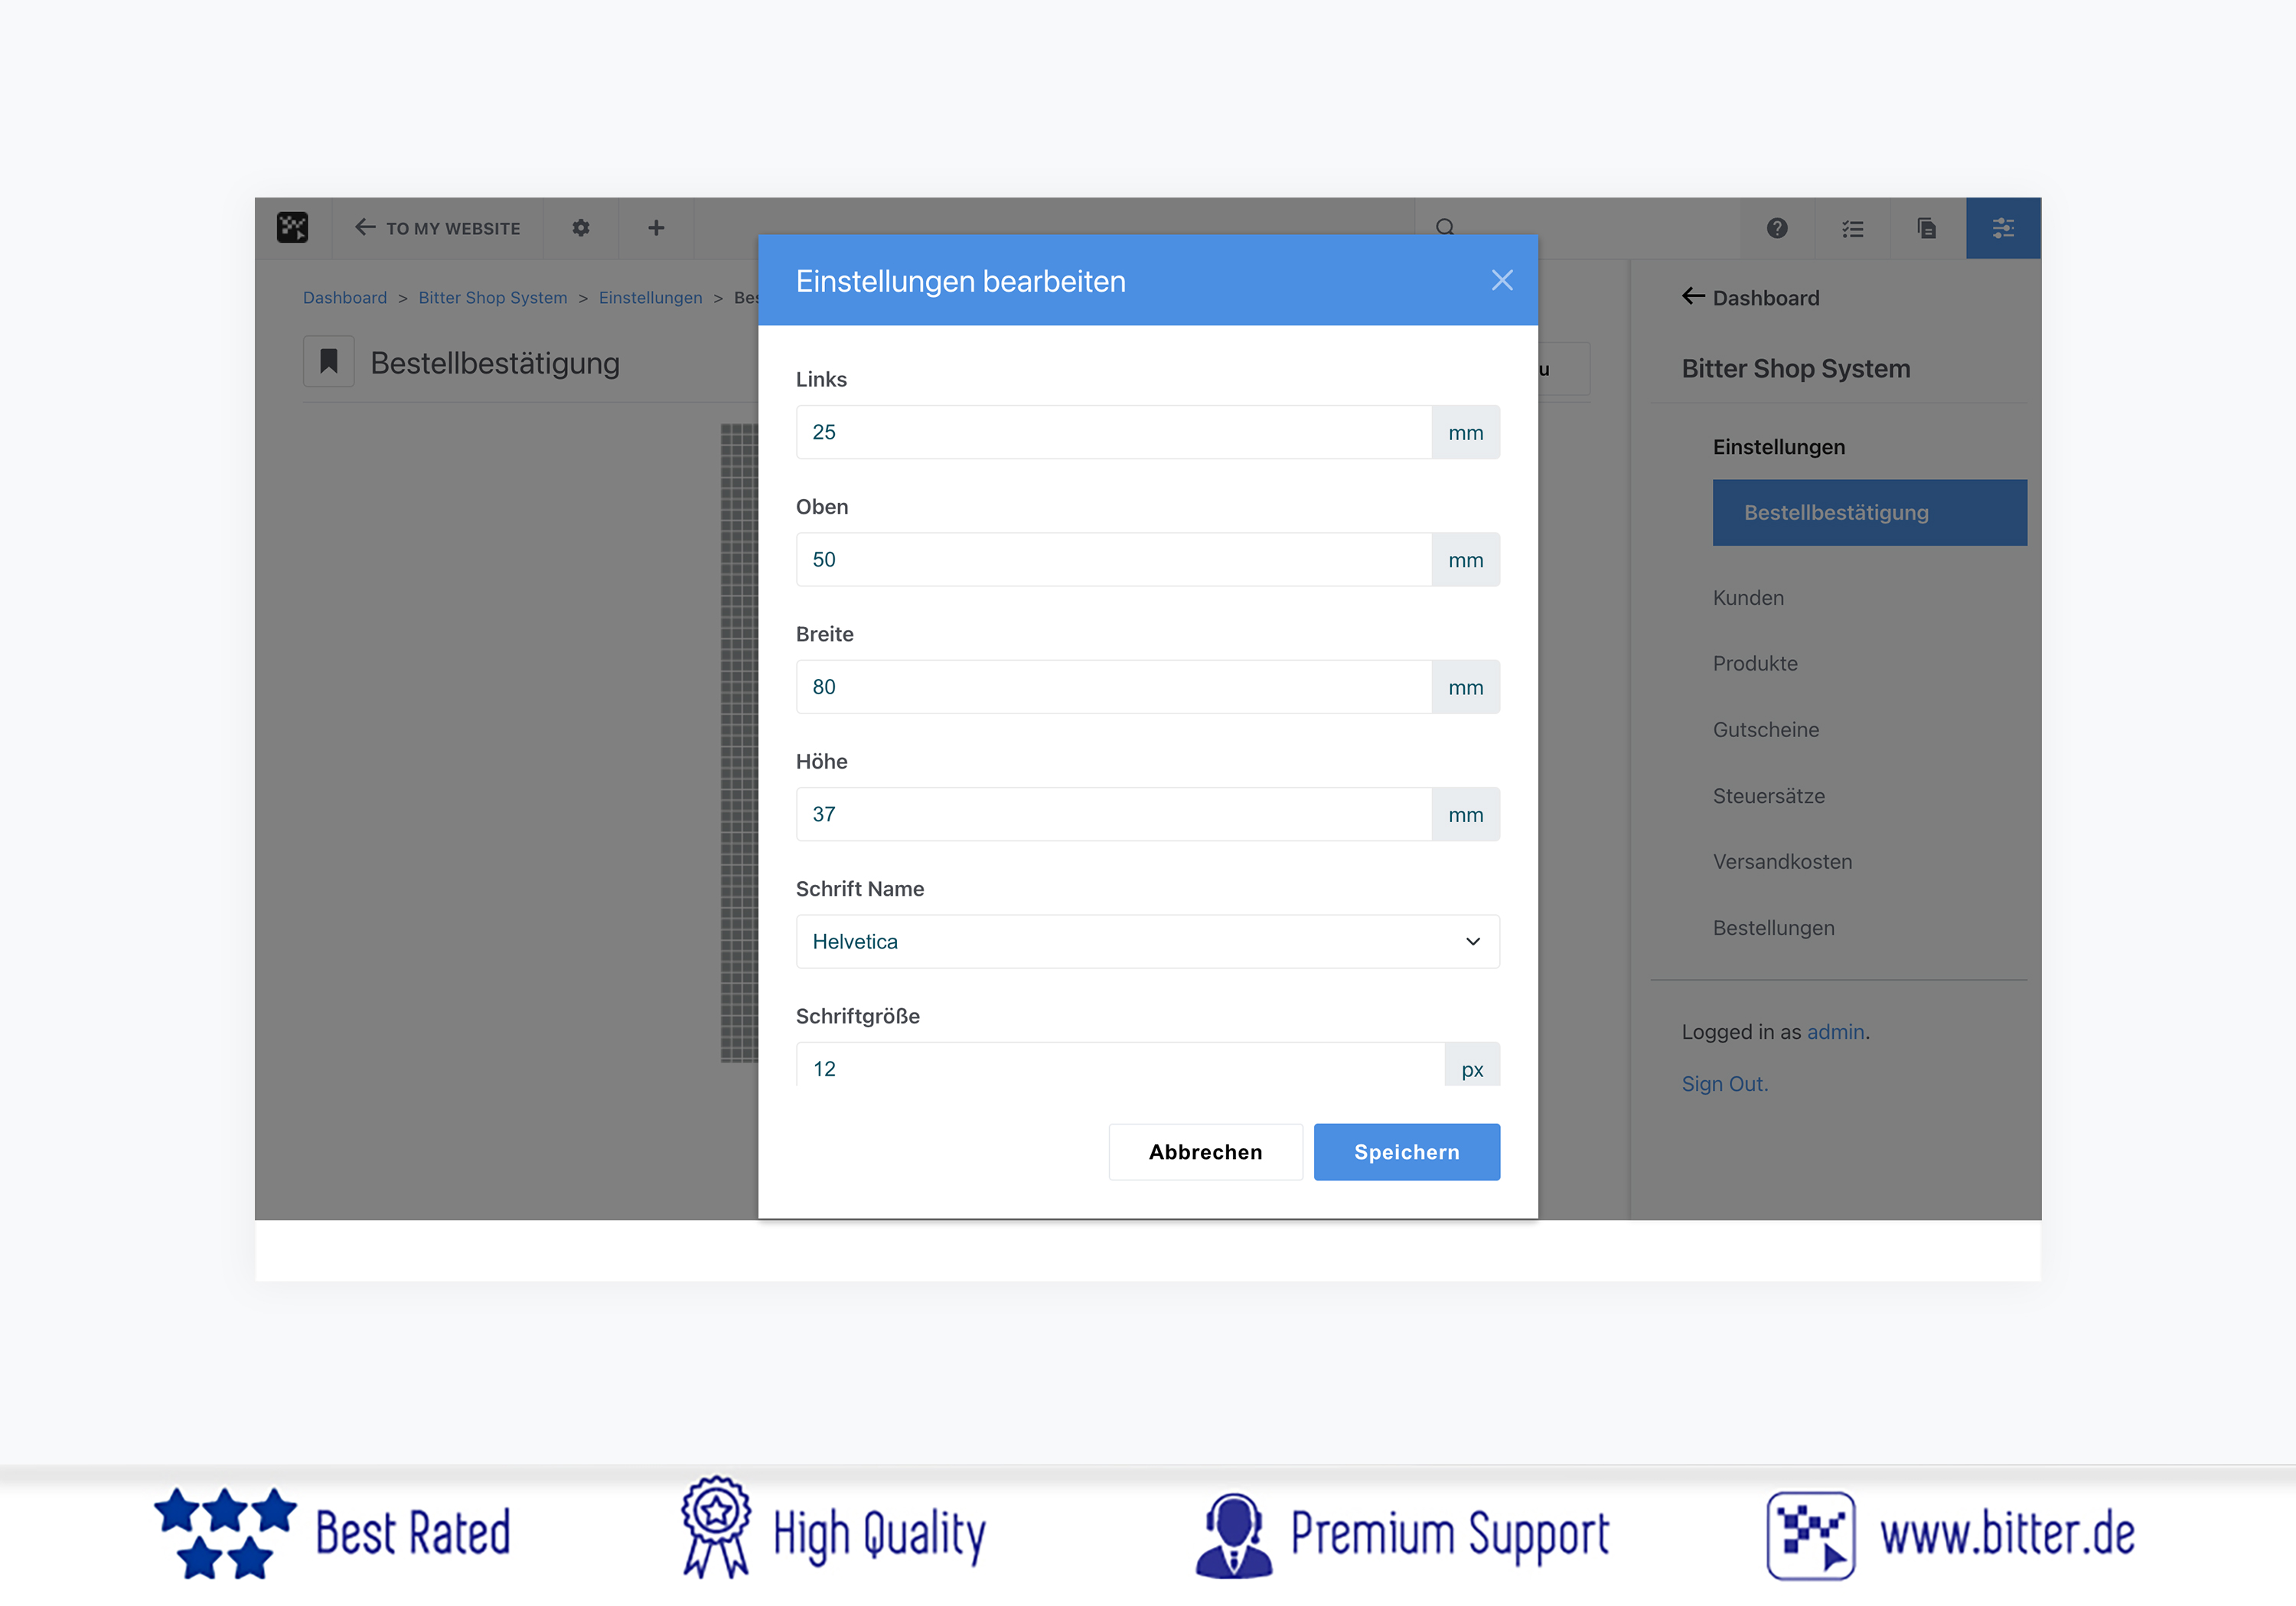 TO MY WEBSITE
Dashboard > Bitter Shop System > Einstellungen >
Bestellbestätigung
Einstellungen bearbeiten
Links
25 mm
Oben
50 mm
Breite
80 mm
Höhe
37 mm
Schrift Name
Helvetica
Schriftgröße
12 px
Abbrechen Speichern
Dashboard
Bitter Shop System
Einstellungen
Bestellbestätigung
Kunden
Produkte
Gutscheine
Steuersätze
Versandkosten
Bestellungen
Logged in as admin.
Sign Out.
Best Rated High Quality Premium Support www.bitter.de